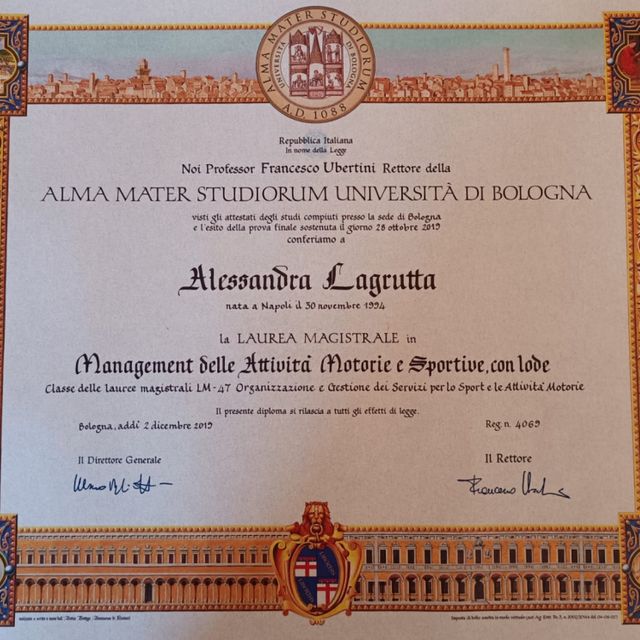 ALMA MATER STUDIORUM
UNIVERSITÀ DI BOLOGNA
A.D. 1088
Repubblica Italiana
In nome della Legge
Noi Professor Francesco Ubertini Rettore della
ALMA MATER STUDIORUM UNIVERSITÀ DI BOLOGNA
visti gli attestati degli studi compiuti presso la sede di Bologna
e l'esito della prova finale sostenuta il giorno 28 ottobre 2019
conferiamo a
Alessandra Lagrutta
nata a Napoli il 30 novembre 1994
la LAUREA MAGISTRALE in
Management delle Attività Motorie e Sportive, con lode
Classe delle lauree magistrali LM-47 Organizzazione e Gestione dei Servizi per lo Sport e le Attività Motorie
Il presente diploma si rilascia a tutti gli effetti di legge.
Bologna, addì 2 dicembre 2019
Reg. n. 4069
Il Direttore Generale
Il Rettore